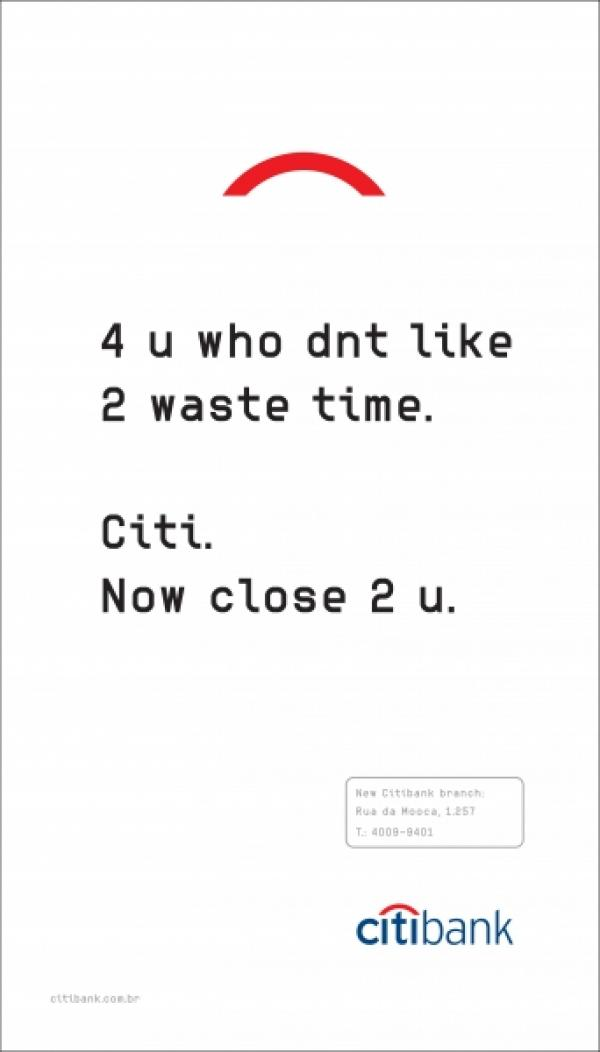 4 u who dnt like
2 waste time.
Citi.
Now close 2 u.
New Citibank branch:
Rua da Mooca, 1.257
T.: 4009-9401
citibank
citibank.com.br